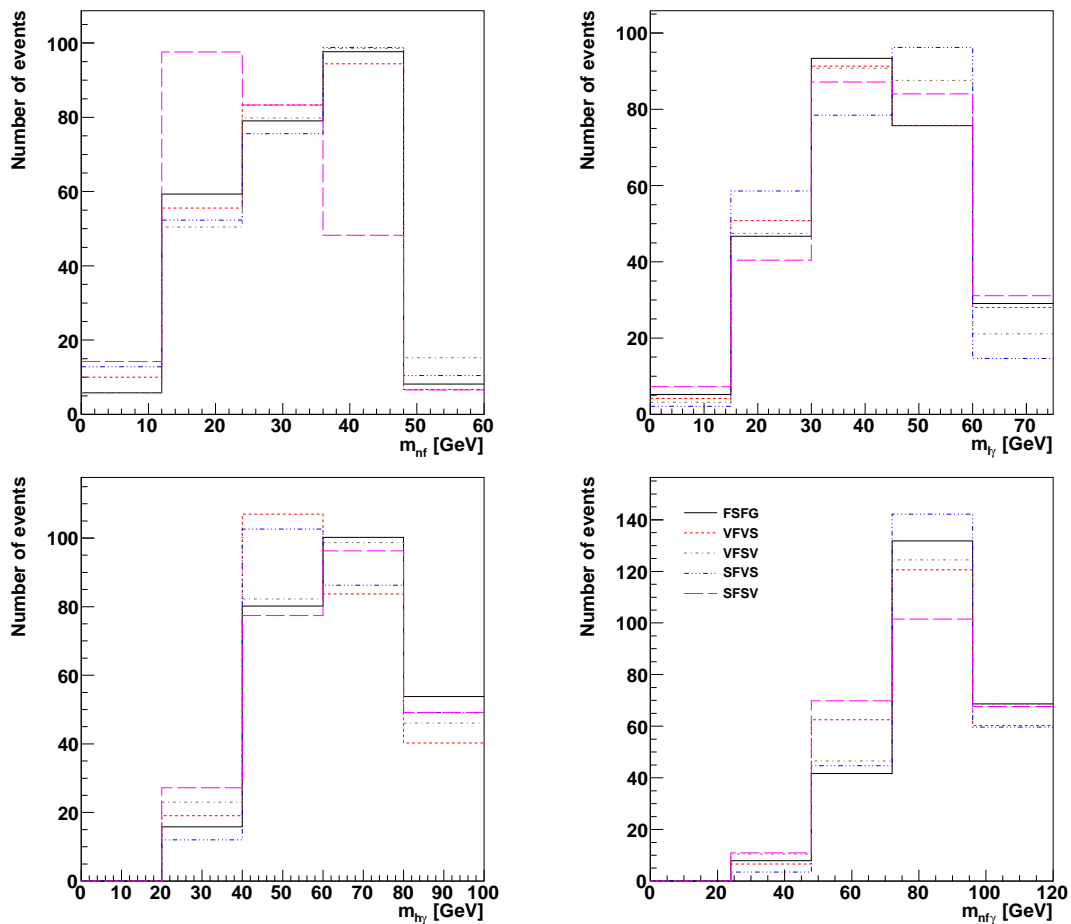 Number of events
100
80
60
40
20
0
0 10 20 30 40 50 60
m_nf [GeV]
Number of events
100
80
60
40
20
0
0 10 20 30 40 50 60 70
m_lγ [GeV]
Number of events
100
80
60
40
20
0
0 10 20 30 40 50 60 70 80 90 100
m_hγ [GeV]
Number of events
140
120
100
80
60
40
20
0
0 20 40 60 80 100 120
m_nfγ [GeV]
FSFG
VFVS
VFSV
SFVS
SFSV